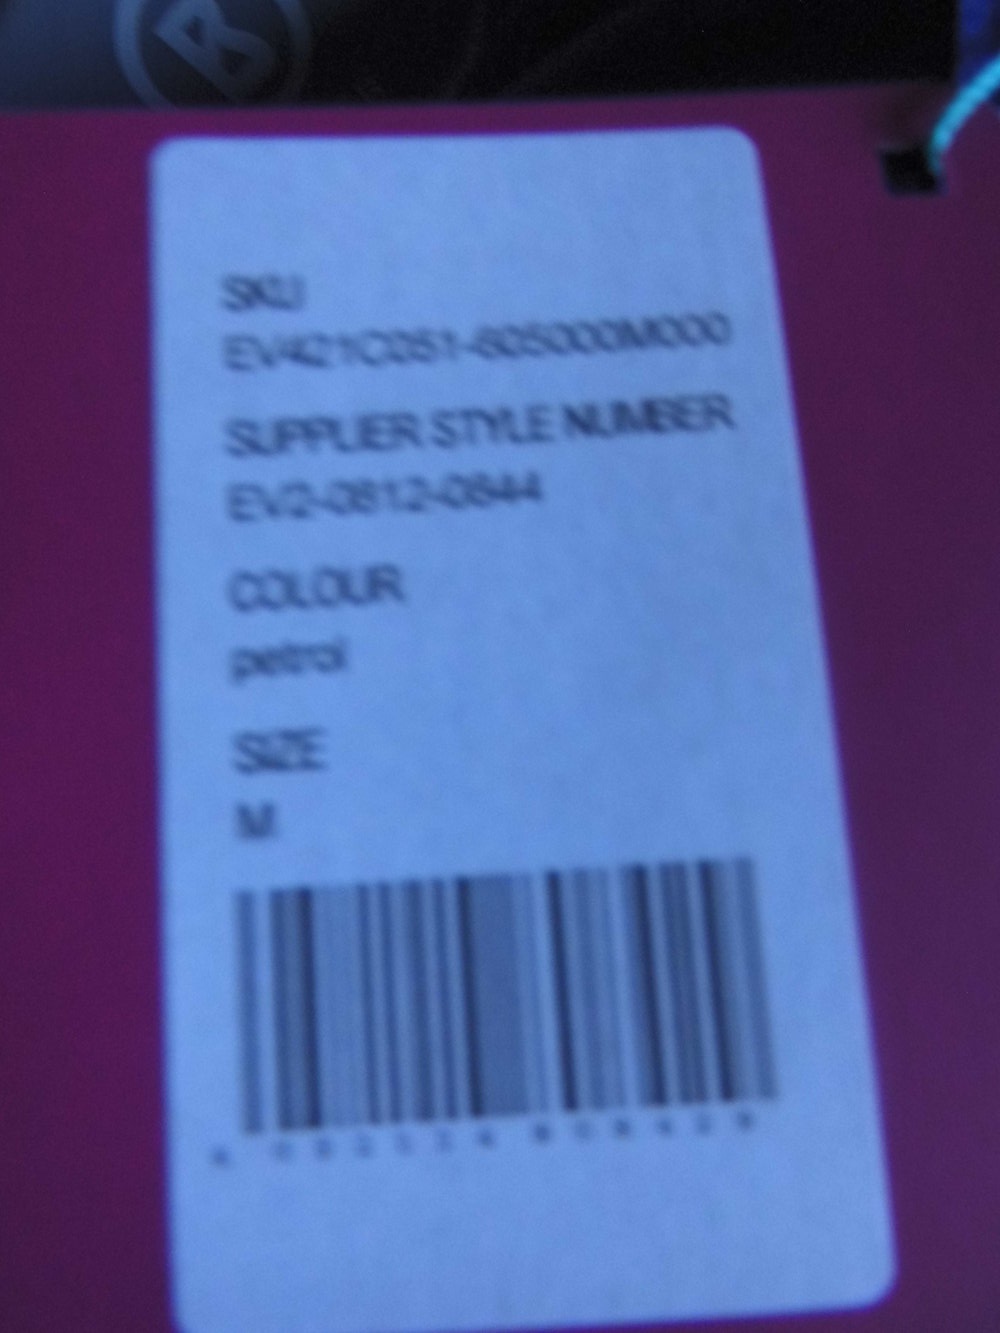 SKU
EV421C051-605000M000
SUPPLIER STYLE NUMBER
EV2-0812-0844
COLOUR
petrol
SIZE
M